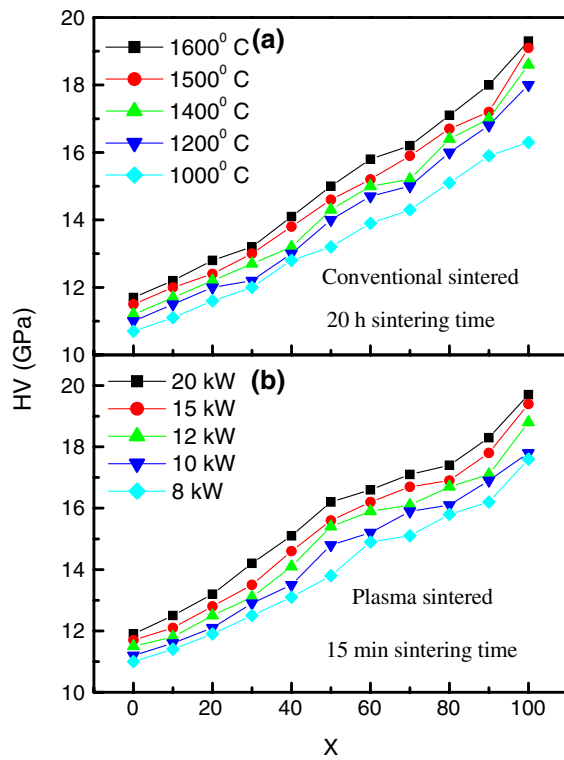 20
18
16
14
12
10
1600⁰ C
1500⁰ C
1400⁰ C
1200⁰ C
1000⁰ C
(a)
Conventional sintered
20 h sintering time
HV (GPa)
20
18
16
14
12
10
20 kW
15 kW
12 kW
10 kW
8 kW
(b)
Plasma sintered
15 min sintering time
0 20 40 60 80 100
X